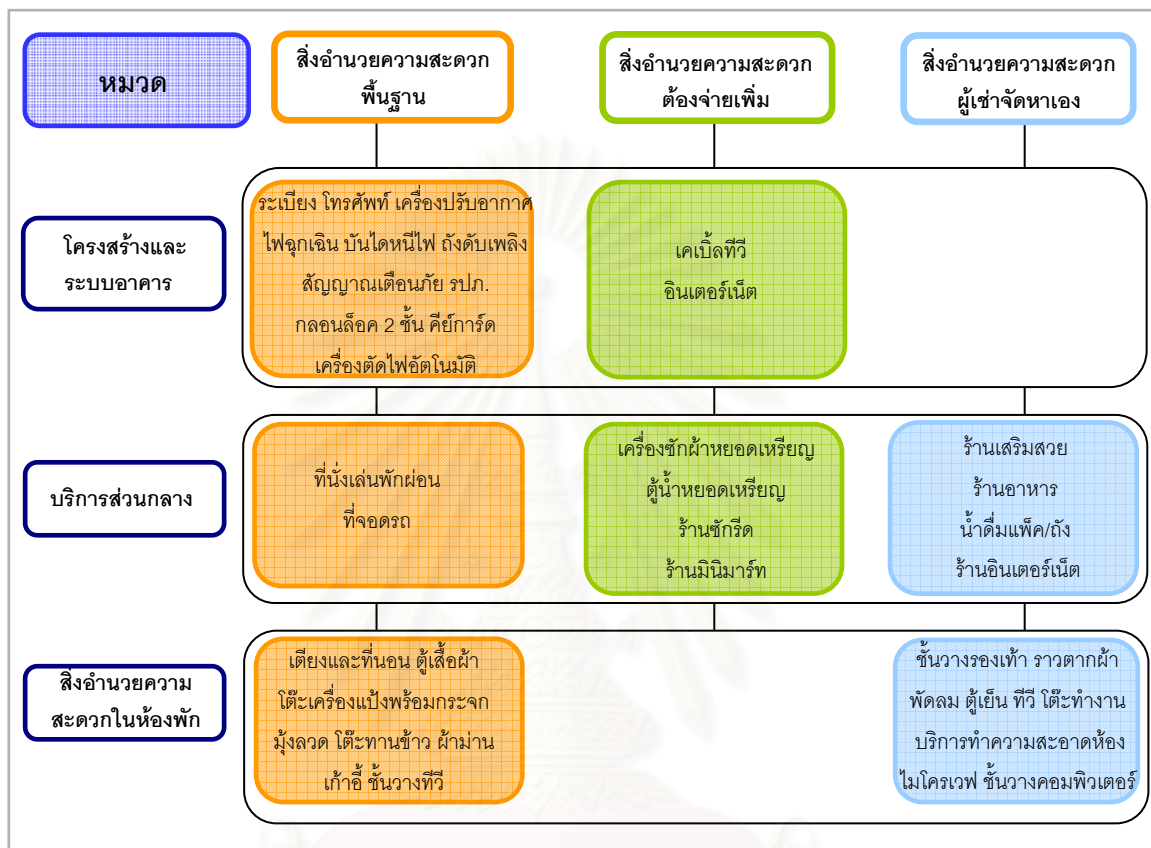 หมวด
สิ่งอำนวยความสะดวก
พื้นฐาน
สิ่งอำนวยความสะดวก
ต้องจ่ายเพิ่ม
สิ่งอำนวยความสะดวก
ผู้เช่าจัดหาเอง
โครงสร้างและ
ระบบอาคาร
ระเบียง โทรศัพท์ เครื่องปรับอากาศ
ไฟฉุกเฉิน บันไดหนีไฟ ถังดับเพลิง
สัญญาณเตือนภัย รปภ.
กลอนล็อค 2 ชั้น คีย์การ์ด
เครื่องตัดไฟอัตโนมัติ
เคเบิ้ลทีวี
อินเตอร์เน็ต
บริการส่วนกลาง
ที่นั่งเล่นพักผ่อน
ที่จอดรถ
เครื่องซักผ้าหยอดเหรียญ
ตู้น้ำหยอดเหรียญ
ร้านซักรีด
ร้านมินิมาร์ท
ร้านเสริมสวย
ร้านอาหาร
น้ำดื่มแพ็ค/ถัง
ร้านอินเตอร์เน็ต
สิ่งอำนวยความ
สะดวกในห้องพัก
เตียงและที่นอน ตู้เสื้อผ้า
โต๊ะเครื่องแป้งพร้อมกระจก
มุ้งลวด โต๊ะทานข้าว ผ้าม่าน
เก้าอี้ ชั้นวางทีวี
ชั้นวางรองเท้า ราวตากผ้า
พัดลม ตู้เย็น ทีวี โต๊ะทำงาน
บริการทำความสะอาดห้อง
ไมโครเวฟ ชั้นวางคอมพิวเตอร์